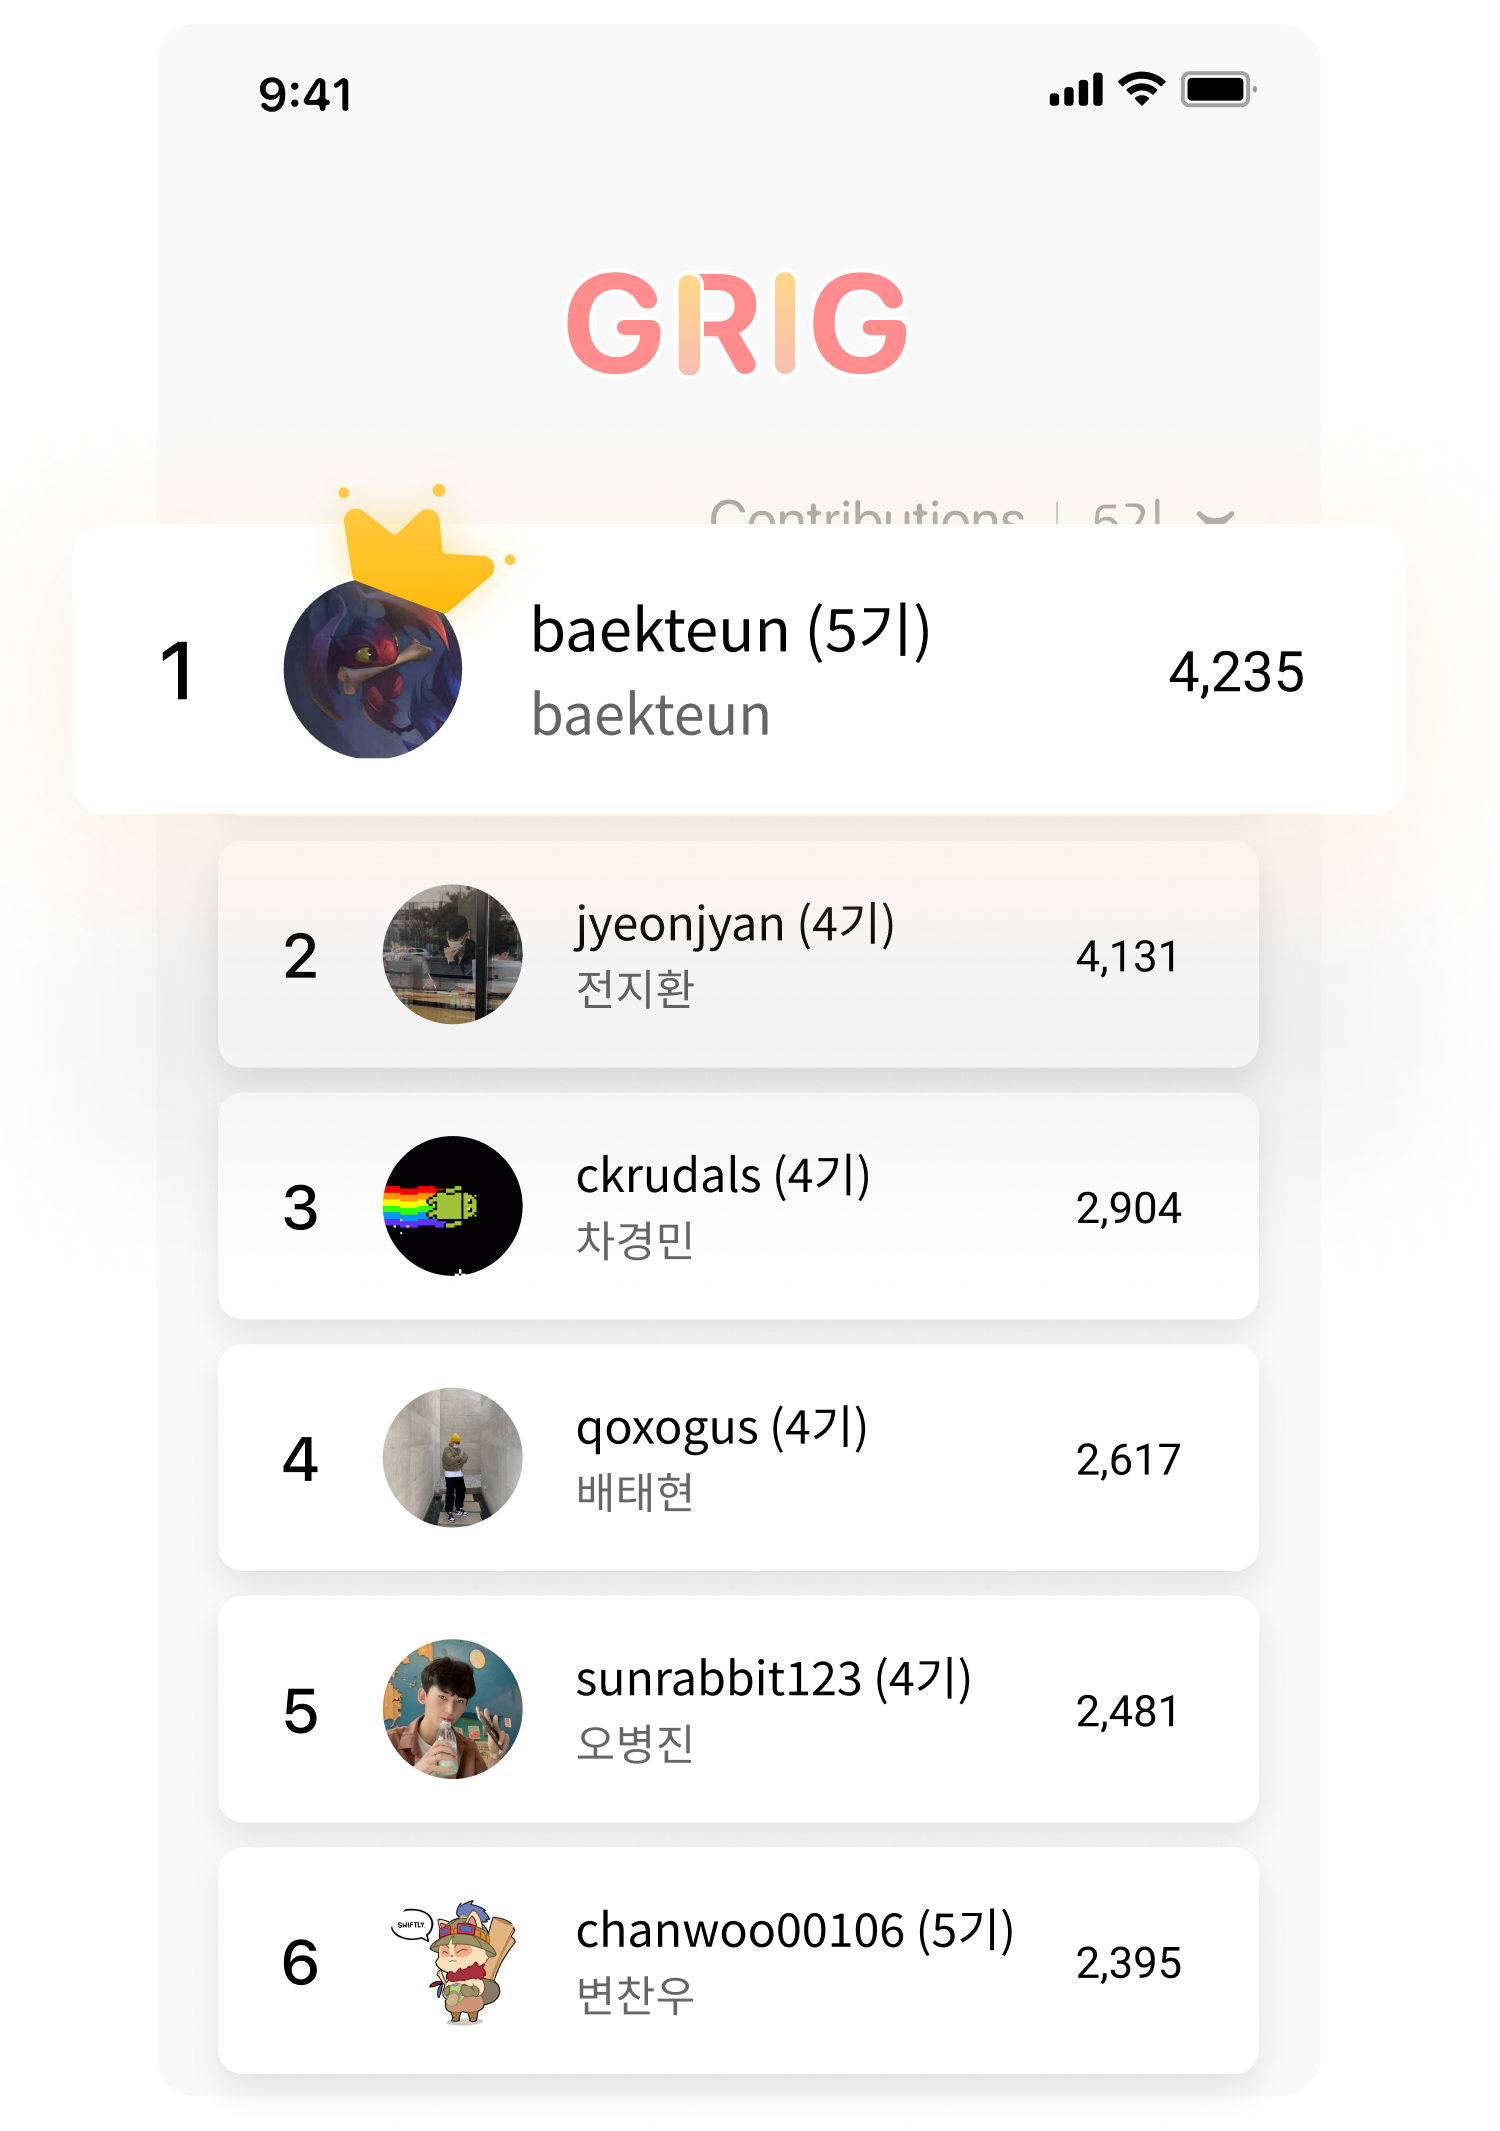 9:41
GRIG
Contributions
1
baekteun (5기)
baekteun
4,235
2
jyeonjyan (4기)
전지환
4,131
3
ckrudals (4기)
차경민
2,904
4
qoxogus (4기)
배태현
2,617
5
sunrabbit123 (4기)
오병진
2,481
6
SWIFTLY.
chanwoo00106 (5기)
변찬우
2,395